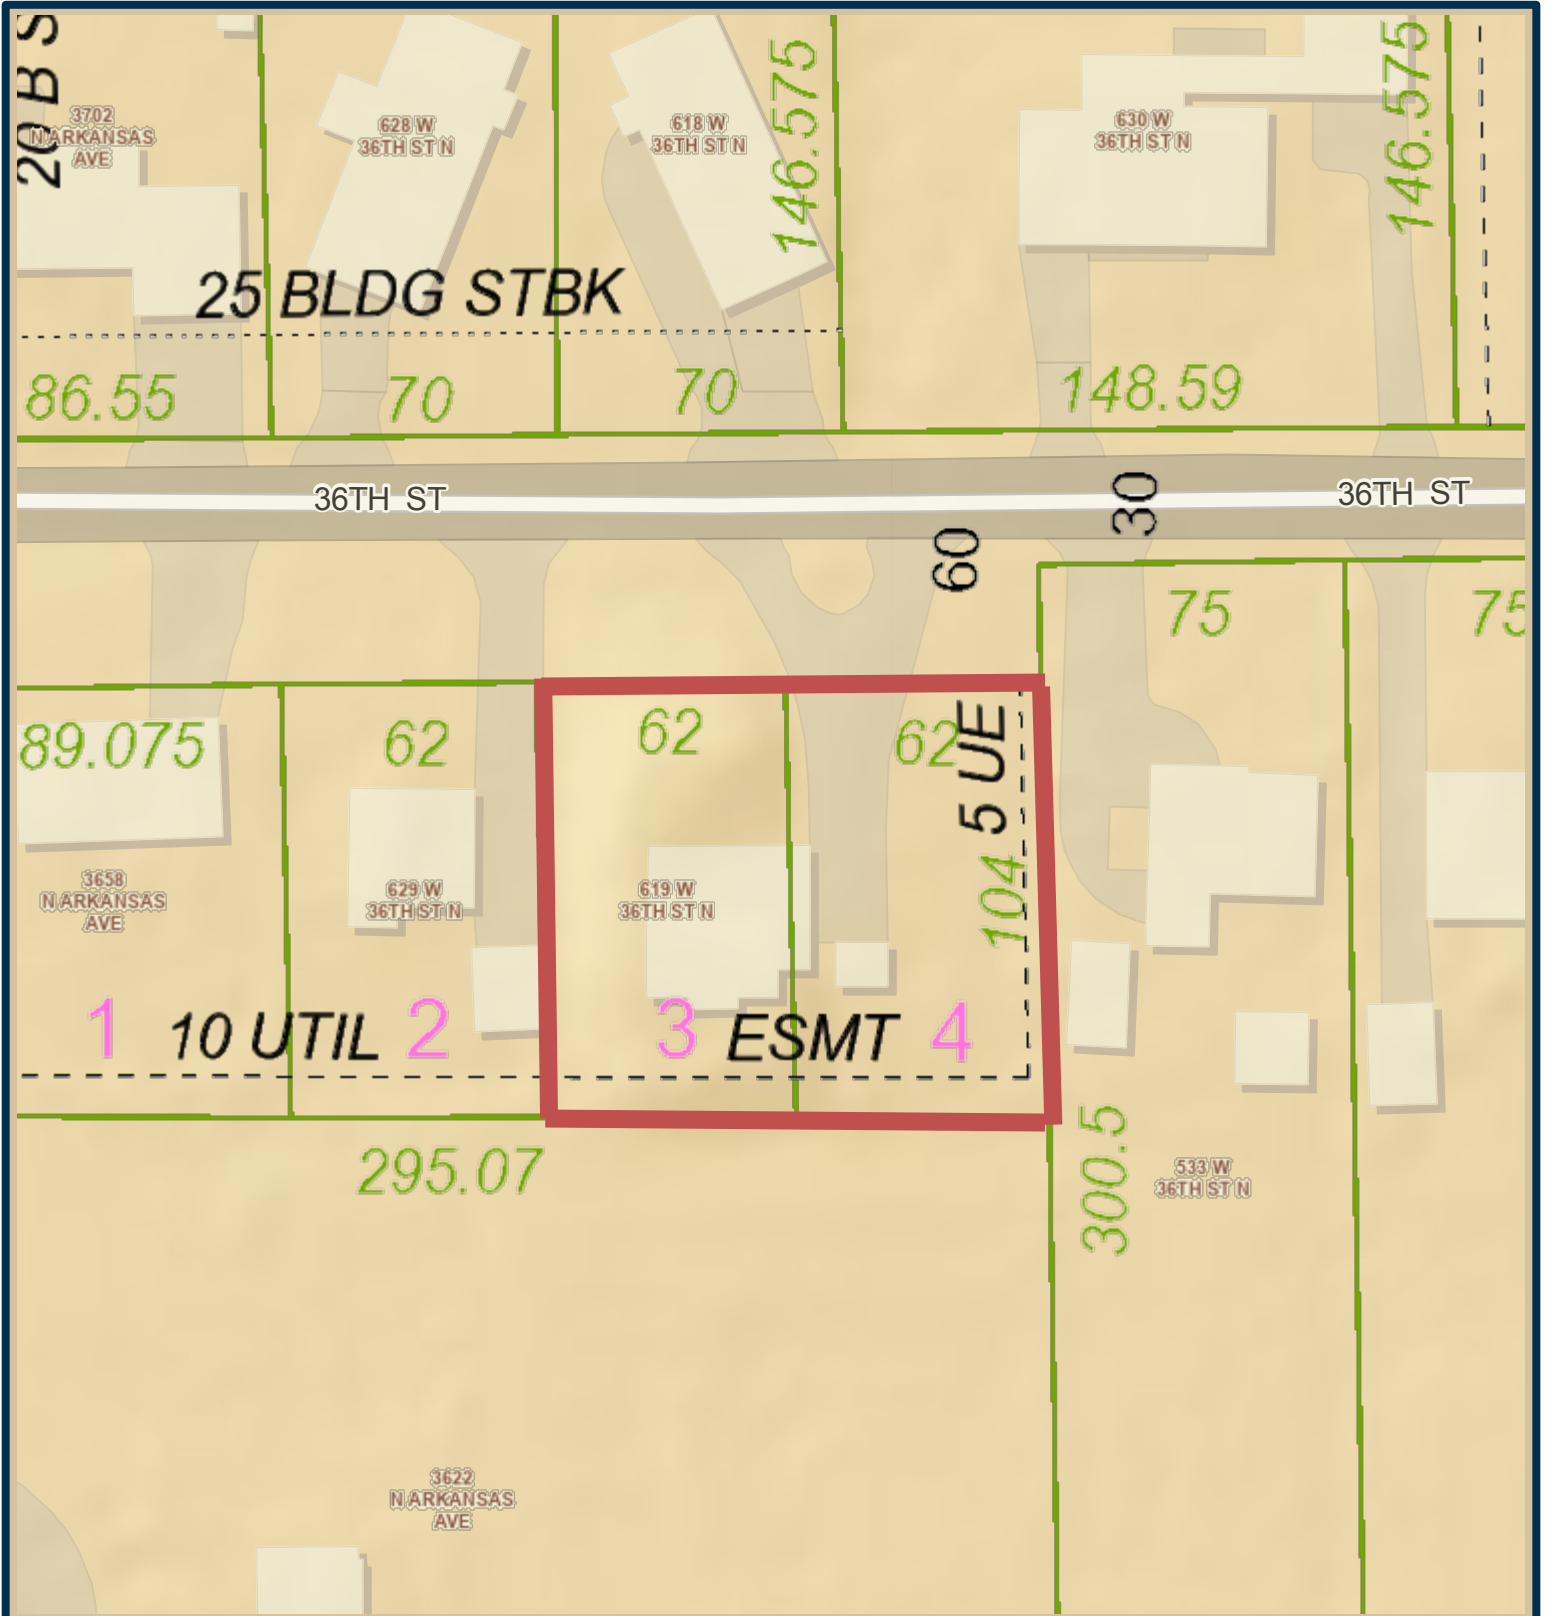 20 B S
3702
N ARKANSAS
AVE
628 W
36TH ST N
618 W
36TH ST N
146.575
630 W
36TH ST N
146.575
25 BLDG STBK
86.55
70
70
148.59
36TH ST
30
36TH ST
60
75
75
89.075
62
62
62
5 UE
3658
N ARKANSAS
AVE
629 W
36TH ST N
619 W
36TH ST N
104
1
10 UTIL
2
3
ESMT
4
295.07
300.5
533 W
36TH ST N
3622
N ARKANSAS
AVE